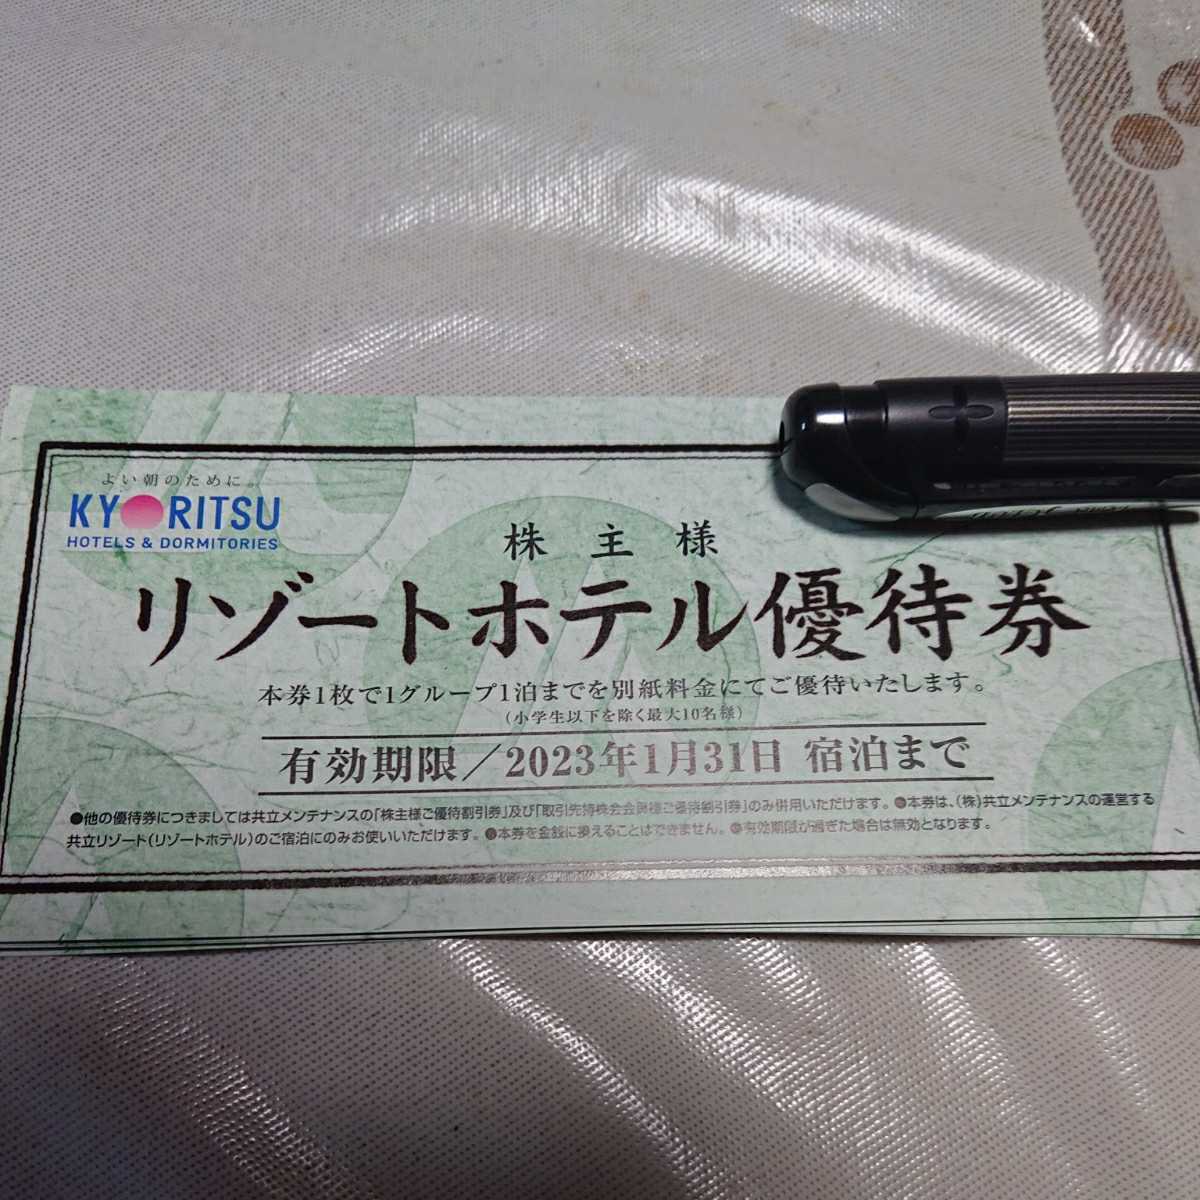 よい朝のために。
KYORITSU
HOTELS & DORMITORIES
株主様
リゾートホテル優待券
本券1枚で1グループ1泊までを別紙料金にてご優待いたします。
(小学生以下を除く最大10名様)
有効期限／2023年1月31日 宿泊まで
●他の優待券につきましては共立メンテナンスの「株主様ご優待割引券」及び「取引先持株会会員様ご優待割引券」のみ併用いただけます。●本券は、(株)共立メンテナンスの運営する
共立リゾート(リゾートホテル)のご宿泊にのみお使いいただけます。●本券を金銭に換えることはできません。●有効期限が過ぎた場合は無効となります。